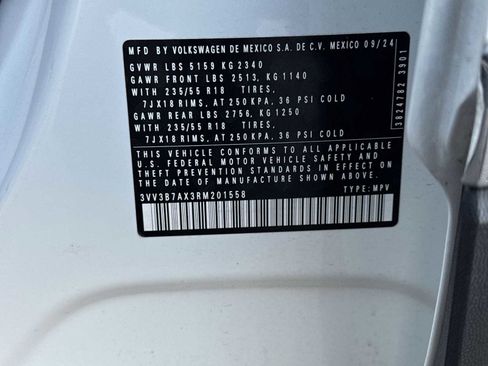 MFD BY VOLKSWAGEN DE MEXICO S.A. DE C.V. MEXICO 09/24
GVWR LBS 5159 KG 2340
GAWR FRONT LBS 2513, KG 1140
WITH 235/55 R18 TIRES,
7JX18 RIMS, AT 250 KPA, 36 PSI COLD
GAWR REAR LBS 2756, KG 1250
WITH 235/55 R18 TIRES,
7JX18 RIMS, AT 250 KPA, 36 PSI COLD
THIS VEHICLE CONFORMS TO ALL APPLICABLE
U.S. FEDERAL MOTOR VEHICLE SAFETY AND
THEFT PREVENTION STANDARDS IN EFFECT ON
THE DATE OF MANUFACTURE SHOWN ABOVE.
3VV3B7AX3RM201558 TYPE: MPV
3824782 3901